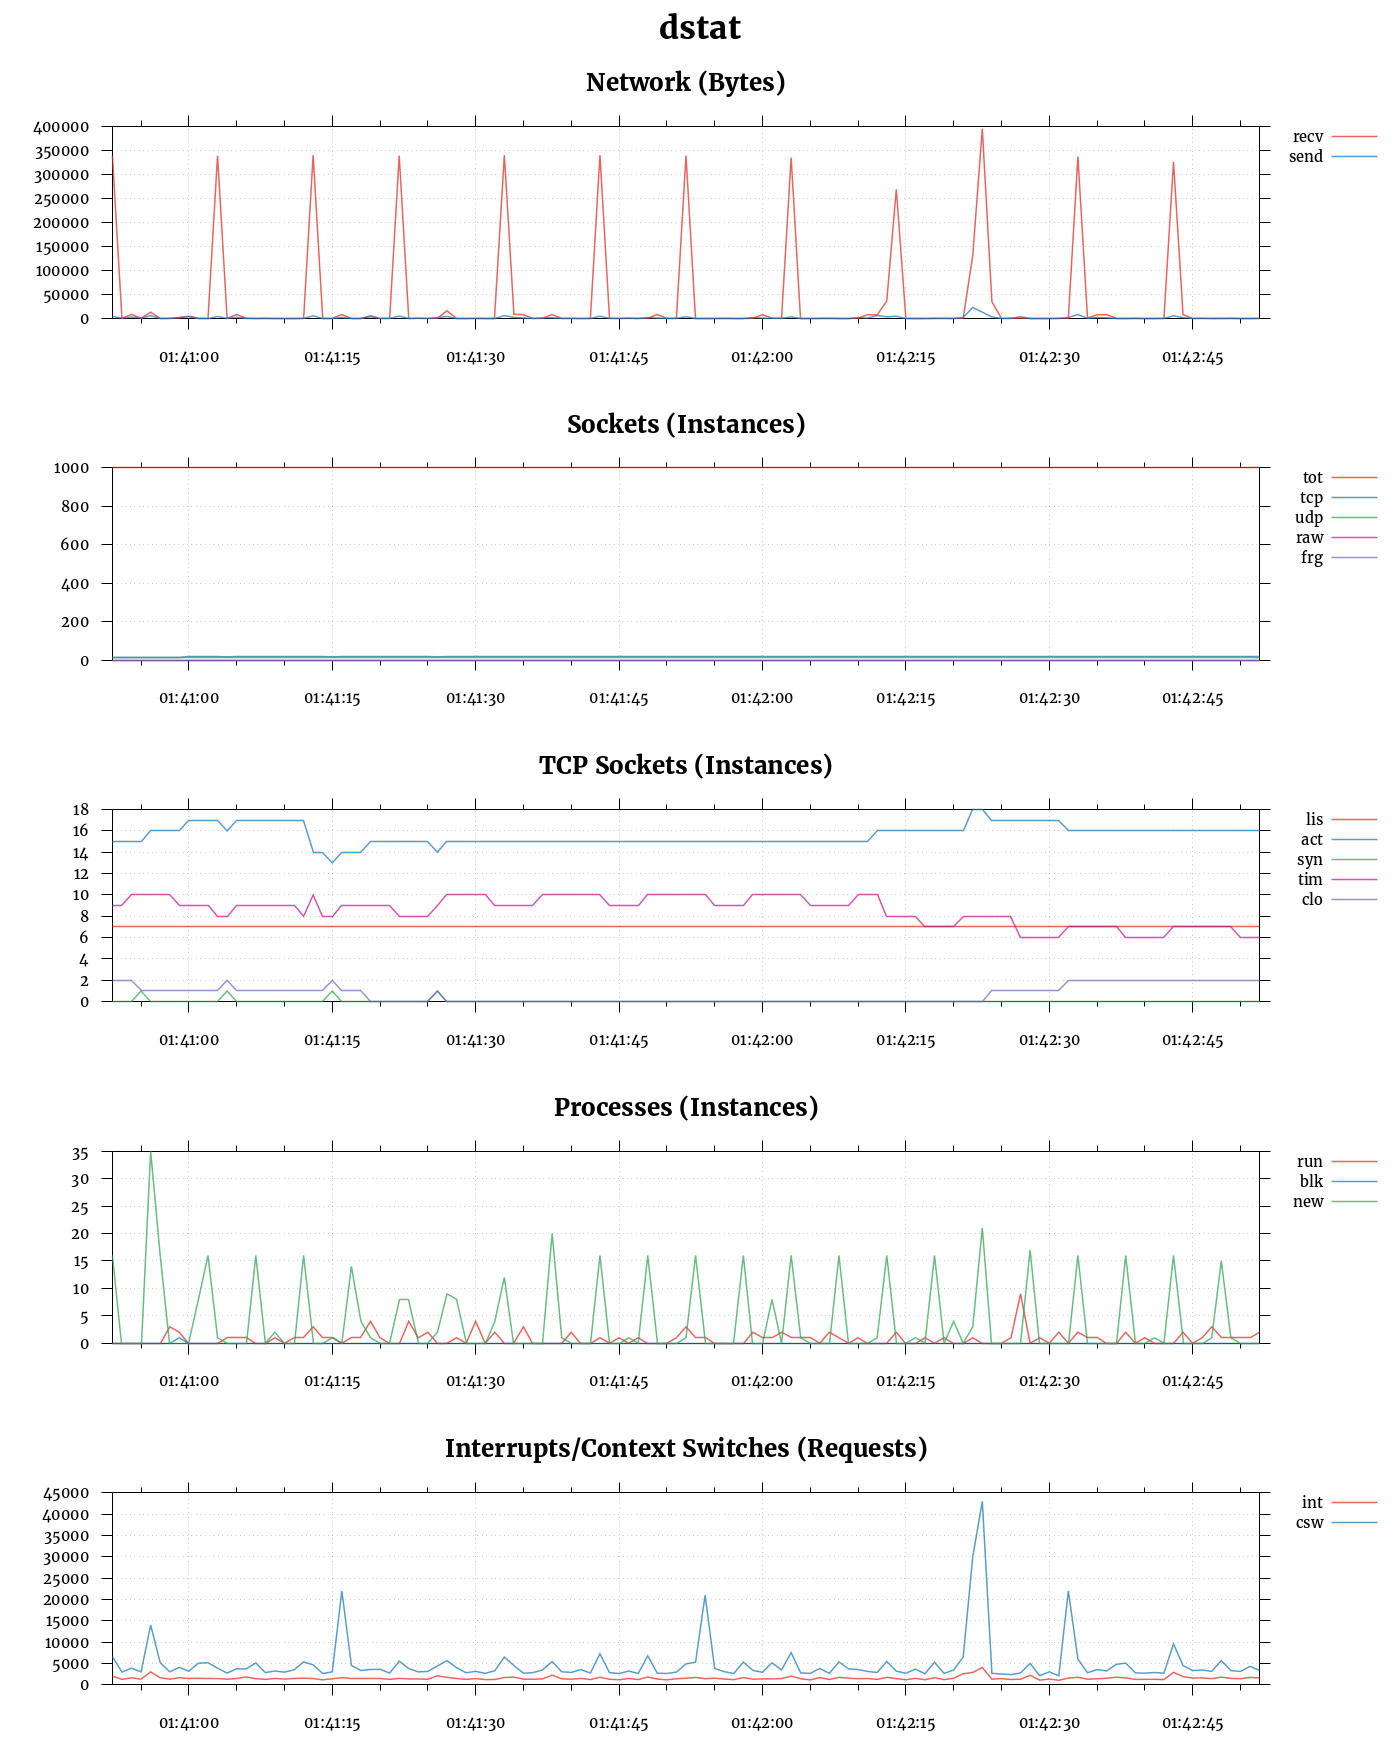 dstat
Network (Bytes)
400000
350000
300000
250000
200000
150000
100000
50000
0
recv
send
01:41:00 01:41:15 01:41:30 01:41:45 01:42:00 01:42:15 01:42:30 01:42:45
Sockets (Instances)
1000
800
600
400
200
0
tot
tcp
udp
raw
frg
01:41:00 01:41:15 01:41:30 01:41:45 01:42:00 01:42:15 01:42:30 01:42:45
TCP Sockets (Instances)
18
16
14
12
10
8
6
4
2
0
lis
act
syn
tim
clo
01:41:00 01:41:15 01:41:30 01:41:45 01:42:00 01:42:15 01:42:30 01:42:45
Processes (Instances)
35
30
25
20
15
10
5
0
run
blk
new
01:41:00 01:41:15 01:41:30 01:41:45 01:42:00 01:42:15 01:42:30 01:42:45
Interrupts/Context Switches (Requests)
45000
40000
35000
30000
25000
20000
15000
10000
5000
0
int
csw
01:41:00 01:41:15 01:41:30 01:41:45 01:42:00 01:42:15 01:42:30 01:42:45